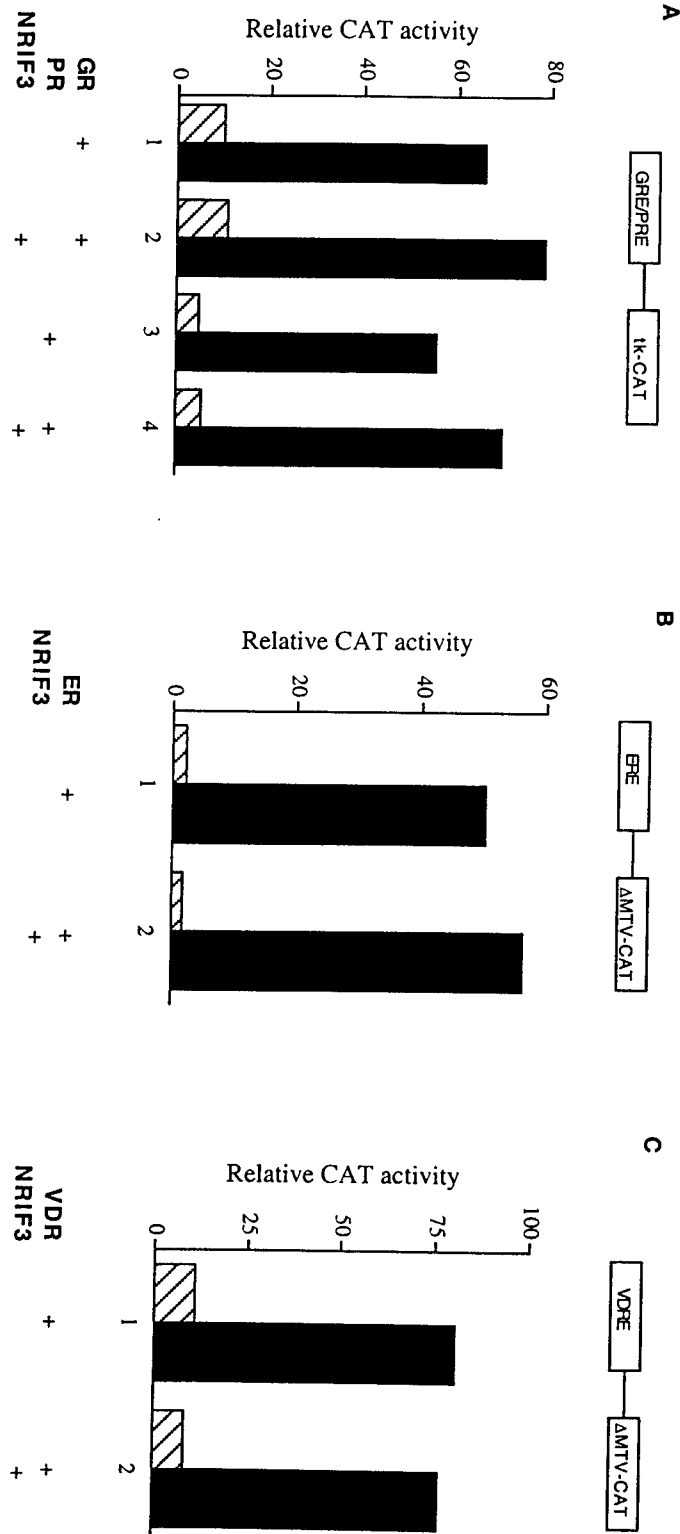 A
GRE/PRE
tk-CAT
Relative CAT activity
0
20
40
60
80
1
2
3
4
GR + +
PR + +
NRIF3 + +
B
ERE
ΔMTV-CAT
Relative CAT activity
0
20
40
60
1
2
ER + +
NRIF3 +
C
VDRE
ΔMTV-CAT
Relative CAT activity
0
25
50
75
100
1
2
VDR + +
NRIF3 +